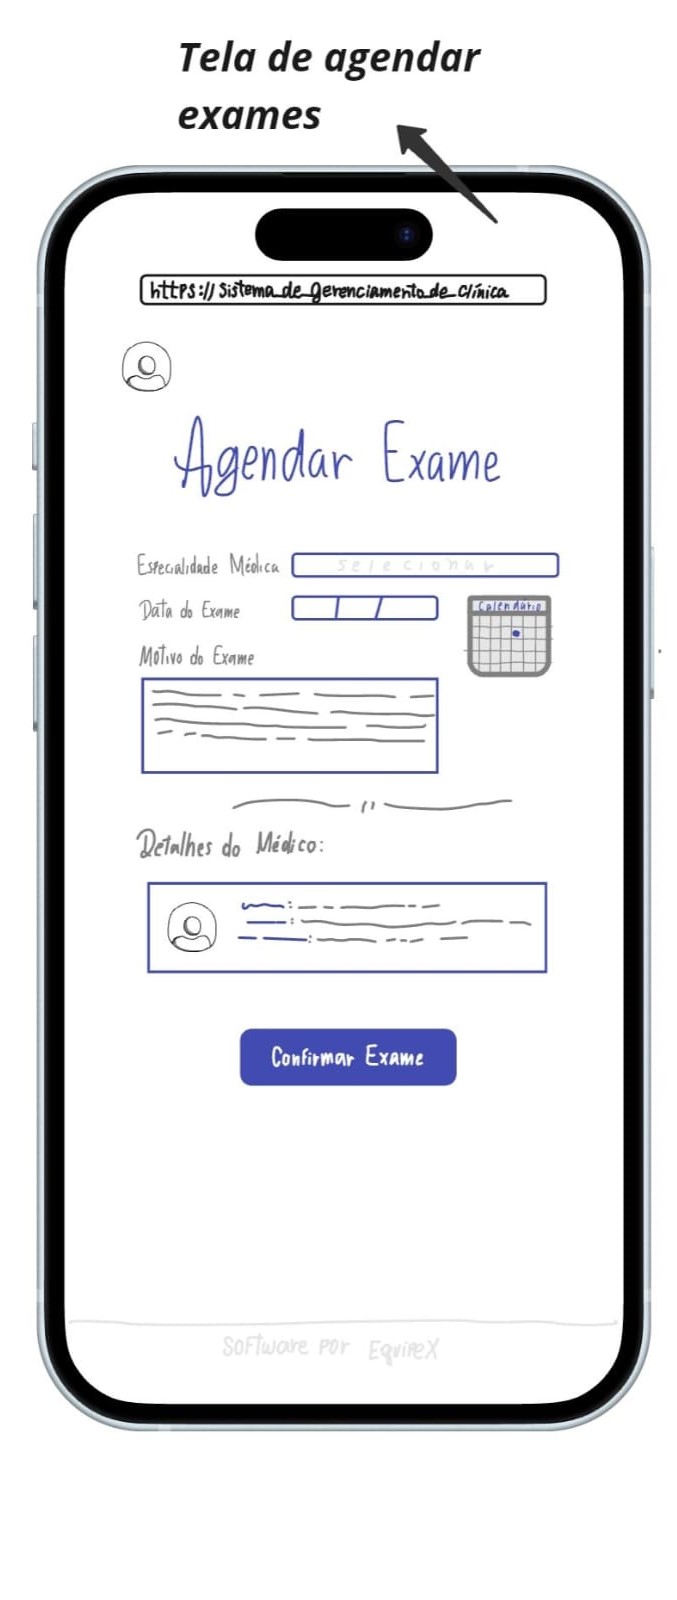 Tela de agendar
exames
https://Sistema_de_gerenciamento_de_Clínica
Agendar Exame
Especialidade Médica
selecionar
Data do Exame
Calendário
Motivo do Exame
Detalhes do Médico:
Confirmar Exame
Software por EquipeX